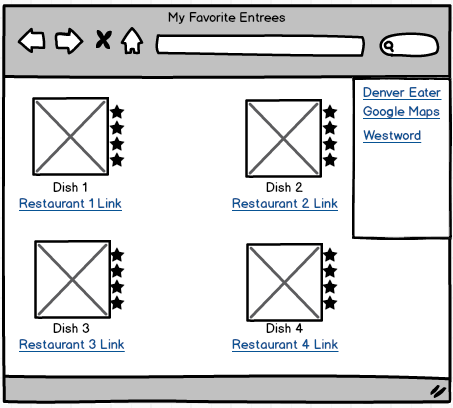 My Favorite Entrees
Denver Eater
Google Maps
Westword
Dish 1
Restaurant 1 Link
Dish 2
Restaurant 2 Link
Dish 3
Restaurant 3 Link
Dish 4
Restaurant 4 Link